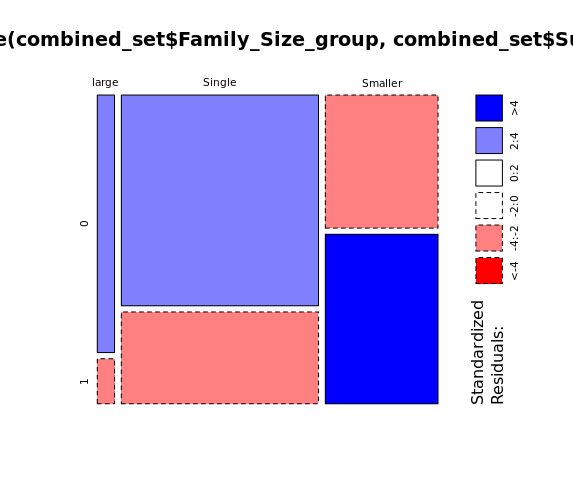 e(combined_set$Family_Size_group, combined_set$Su
large
Single
Smaller
0
1
>4
2:4
0:2
-2:0
-4:-2
<-4
Standardized
Residuals: